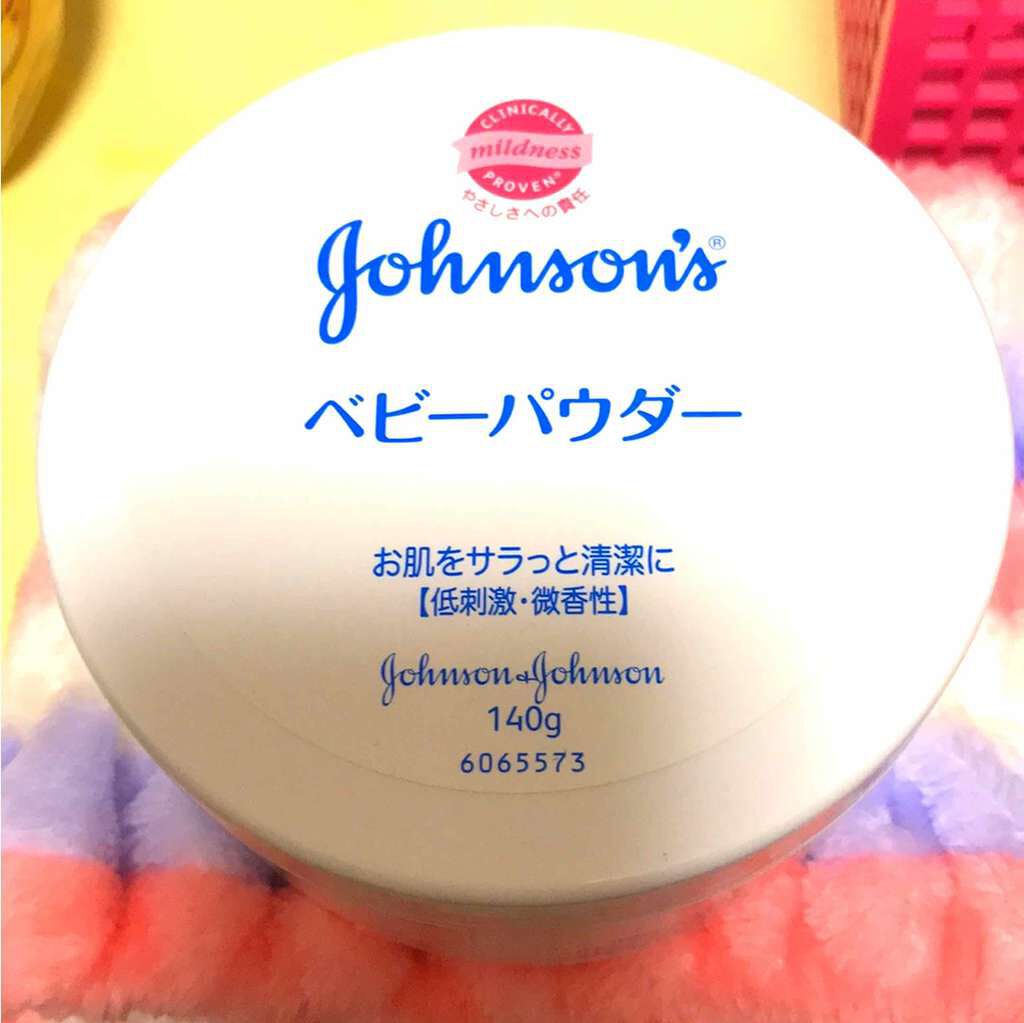 CLINICALLY
mildness
PROVEN®
やさしさへの責任
Johnson's®
ベビーパウダー
お肌をサラっと清潔に
【低刺激・微香性】
Johnson&Johnson
140g
6065573